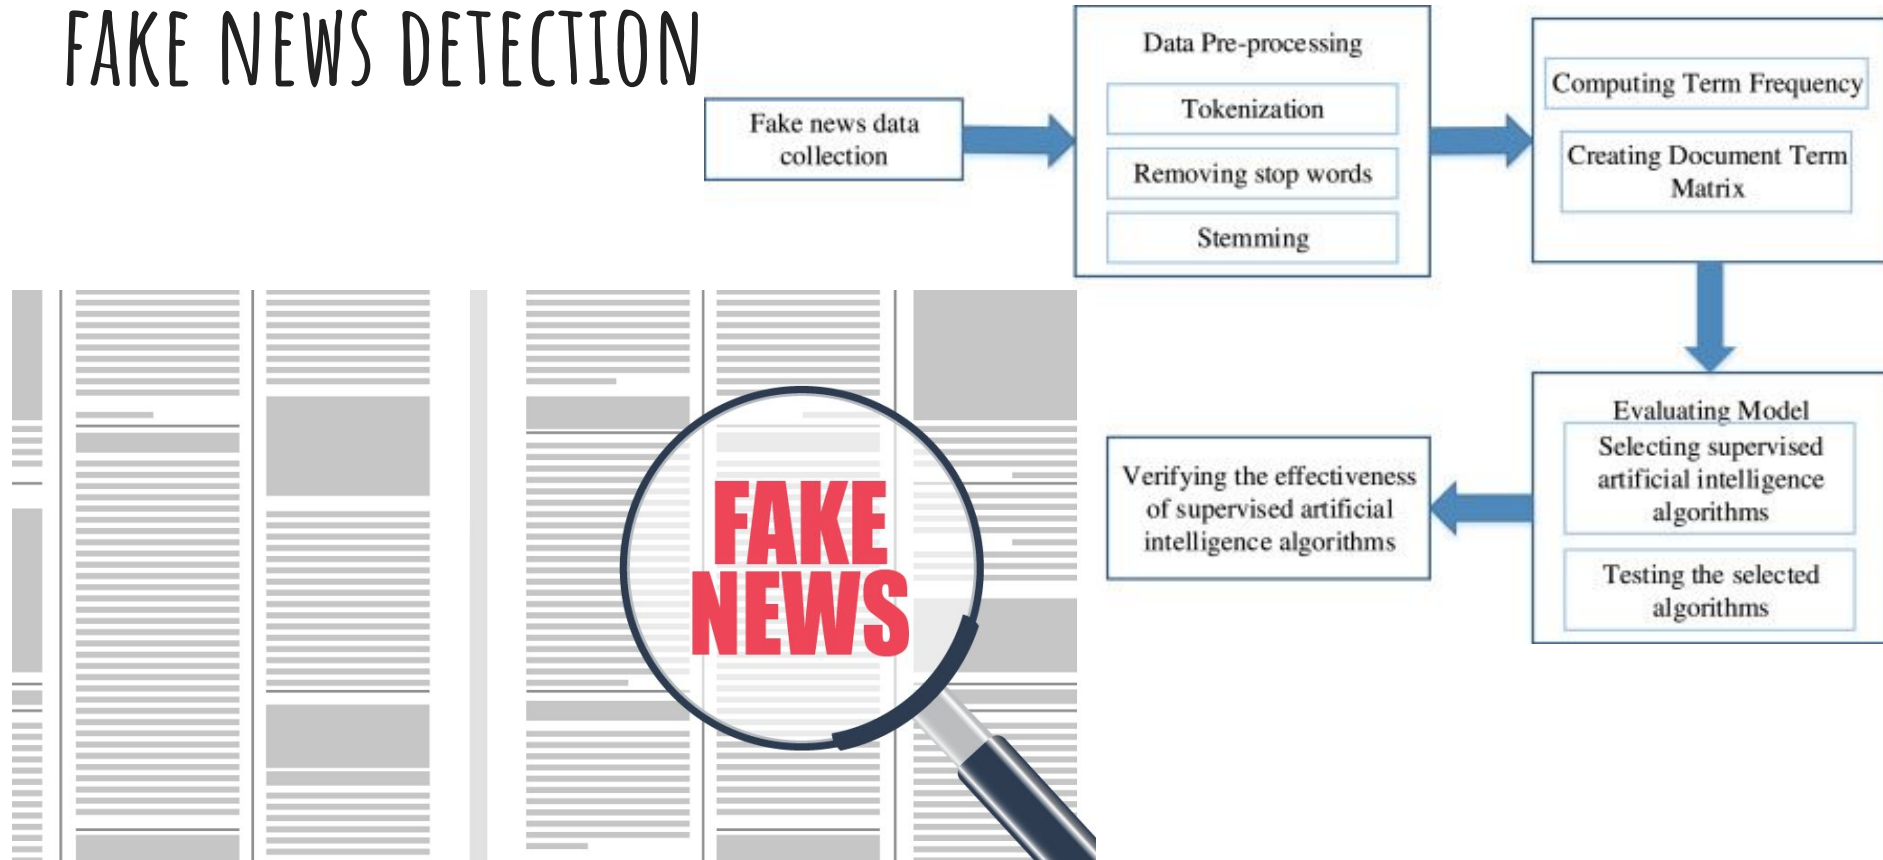 FAKE NEWS DETECTION
Fake news data
collection
Data Pre-processing
Tokenization
Removing stop words
Stemming
Computing Term Frequency
Creating Document Term
Matrix
Evaluating Model
Selecting supervised
artificial intelligence
algorithms
Testing the selected
algorithms
Verifying the effectiveness
of supervised artificial
intelligence algorithms
FAKE
NEWS